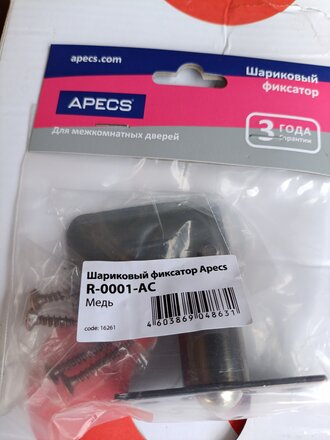 apecs.com
Шариковый
фиксатор
APECS®
Для межкомнатных дверей
3 ГОДА
Гарантии
Шариковый фиксатор Apecs
R-0001-AC
Медь
code: 16261
4 603869 048631